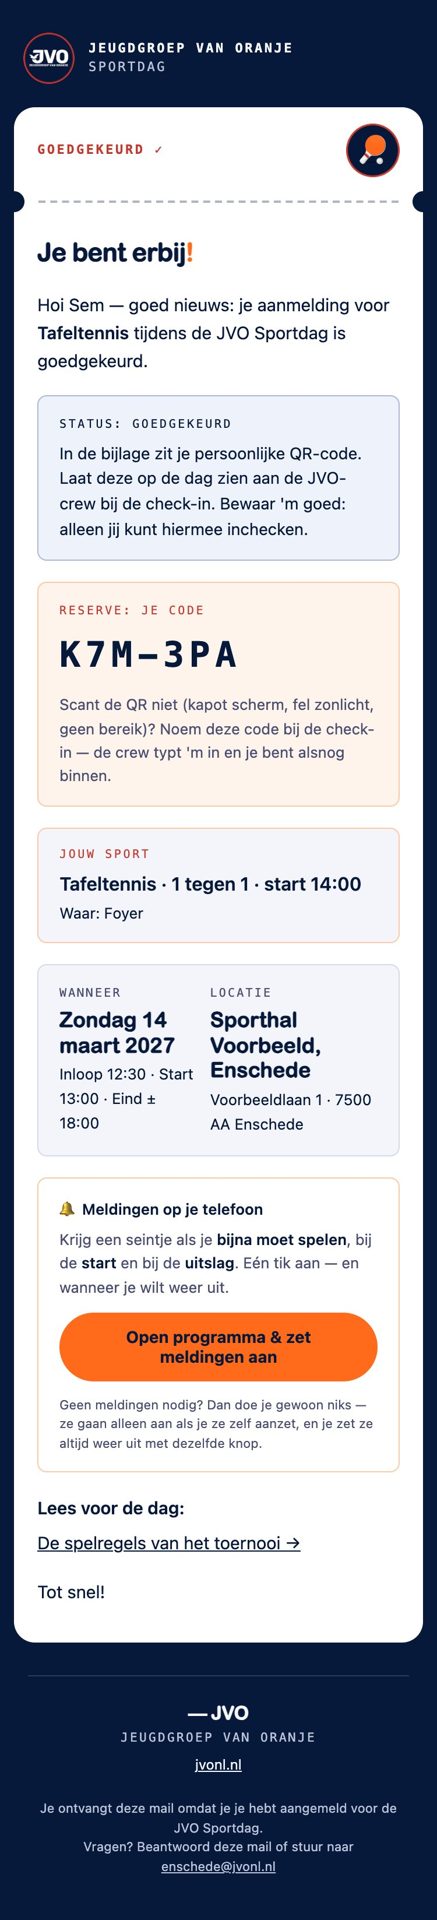 JVO
JEUGDGROEP VAN ORANJE
SPORTDAG
GOEDGEKEURD ✓
Je bent erbij!
Hoi Sem — goed nieuws: je aanmelding voor
Tafeltennis tijdens de JVO Sportdag is
goedgekeurd.
STATUS: GOEDGEKEURD
In de bijlage zit je persoonlijke QR-code.
Laat deze op de dag zien aan de JVO-
crew bij de check-in. Bewaar 'm goed:
alleen jij kunt hiermee inchecken.
RESERVE: JE CODE
K7M-3PA
Scant de QR niet (kapot scherm, fel zonlicht,
geen bereik)? Noem deze code bij de check-
in — de crew typt 'm in en je bent alsnog
binnen.
JOUW SPORT
Tafeltennis · 1 tegen 1 · start 14:00
Waar: Foyer
WANNEER
Zondag 14
maart 2027
Inloop 12:30 · Start
13:00 · Eind ±
18:00
LOCATIE
Sporthal
Voorbeeld,
Enschede
Voorbeeldlaan 1 · 7500
AA Enschede
🔔 Meldingen op je telefoon
Krijg een seintje als je bijna moet spelen, bij
de start en bij de uitslag. Eén tik aan — en
wanneer je wilt weer uit.
Open programma & zet
meldingen aan
Geen meldingen nodig? Dan doe je gewoon niks —
ze gaan alleen aan als je ze zelf aanzet, en je zet ze
altijd weer uit met dezelfde knop.
Lees voor de dag:
De spelregels van het toernooi →
Tot snel!
— JVO
JEUGDGROEP VAN ORANJE
jvonl.nl
Je ontvangt deze mail omdat je je hebt aangemeld voor de
JVO Sportdag.
Vragen? Beantwoord deze mail of stuur naar
enschede@jvonl.nl